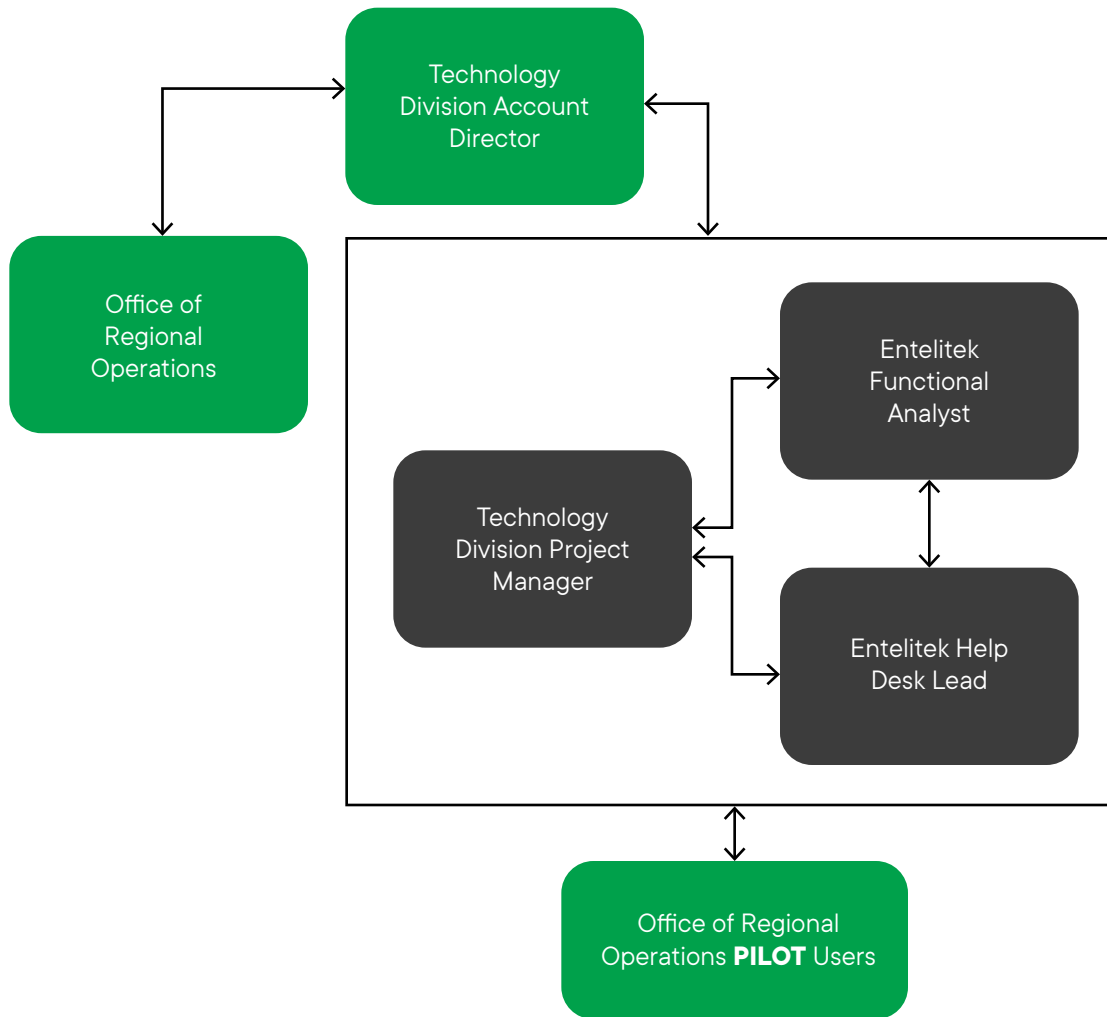 Technology
Division Account
Director
Office of
Regional
Operations
Entelitek
Functional
Analyst
Technology
Division Project
Manager
Entelitek Help
Desk Lead
Office of Regional
Operations PILOT Users